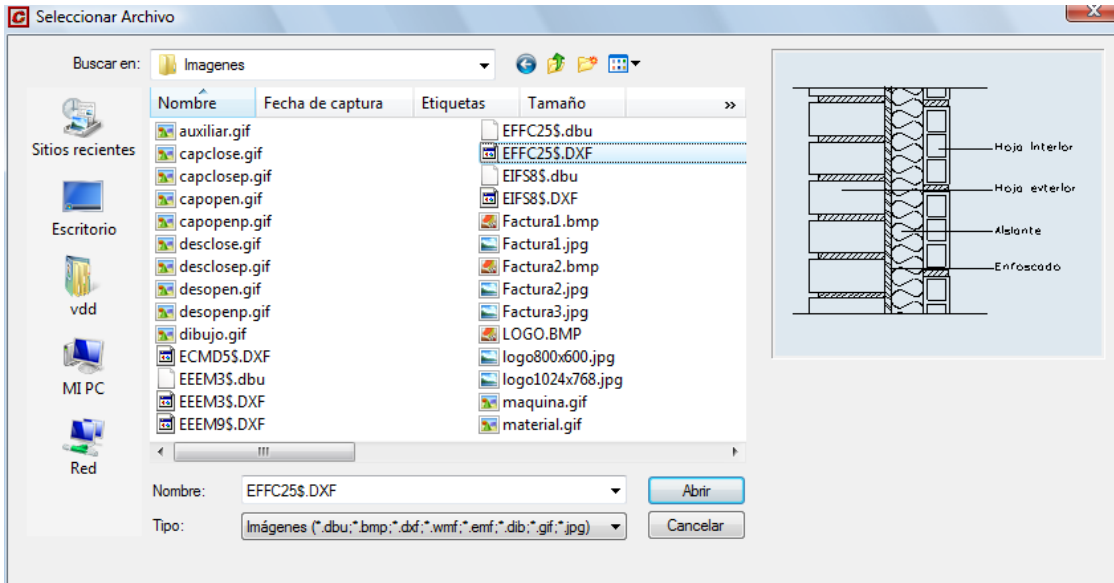 Seleccionar Archivo
Buscar en:
Imagenes
Nombre Fecha de captura Etiquetas Tamaño »
Sitios recientes
Escritorio
vdd
MI PC
Red
auxiliar.gif
capclose.gif
capclosep.gif
capopen.gif
capopenp.gif
desclose.gif
desclosep.gif
desopen.gif
desopenp.gif
dibujo.gif
ECMD5$.DXF
EEEM3$.dbu
EEEM3$.DXF
EEEM9$.DXF
EFFC25$.dbu
EFFC25$.DXF
EIFS8$.dbu
EIFS8$.DXF
Factura1.bmp
Factura1.jpg
Factura2.bmp
Factura2.jpg
Factura3.jpg
LOGO.BMP
logo800x600.jpg
logo1024x768.jpg
maquina.gif
material.gif
Nombre: EFFC25$.DXF
Abrir
Tipo: Imágenes (*.dbu;*.bmp;*.dxf;*.wmf;*.emf;*.dib;*.gif;*.jpg)
Cancelar
Hoja Interior
Hoja exterior
Aislante
Enfoscado